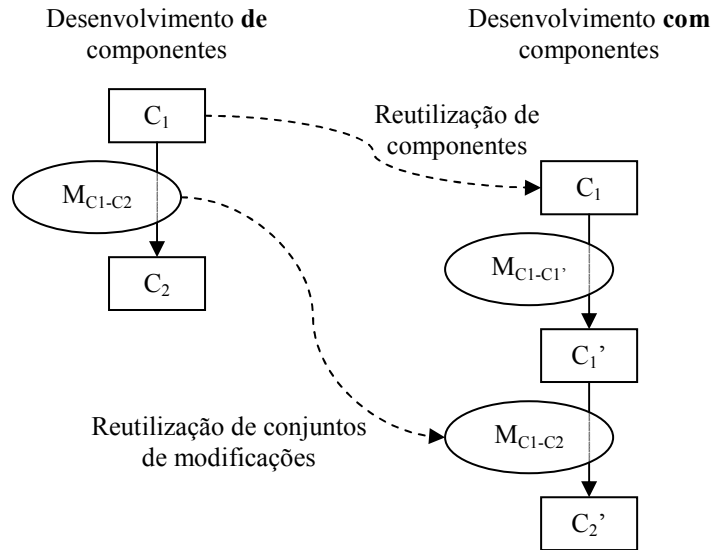 Desenvolvimento de
componentes
Desenvolvimento com
componentes
C1
Reutilização de
componentes
MC1-C2
C1
C2
MC1-C1’
C1’
Reutilização de conjuntos
de modificações
MC1-C2
C2’